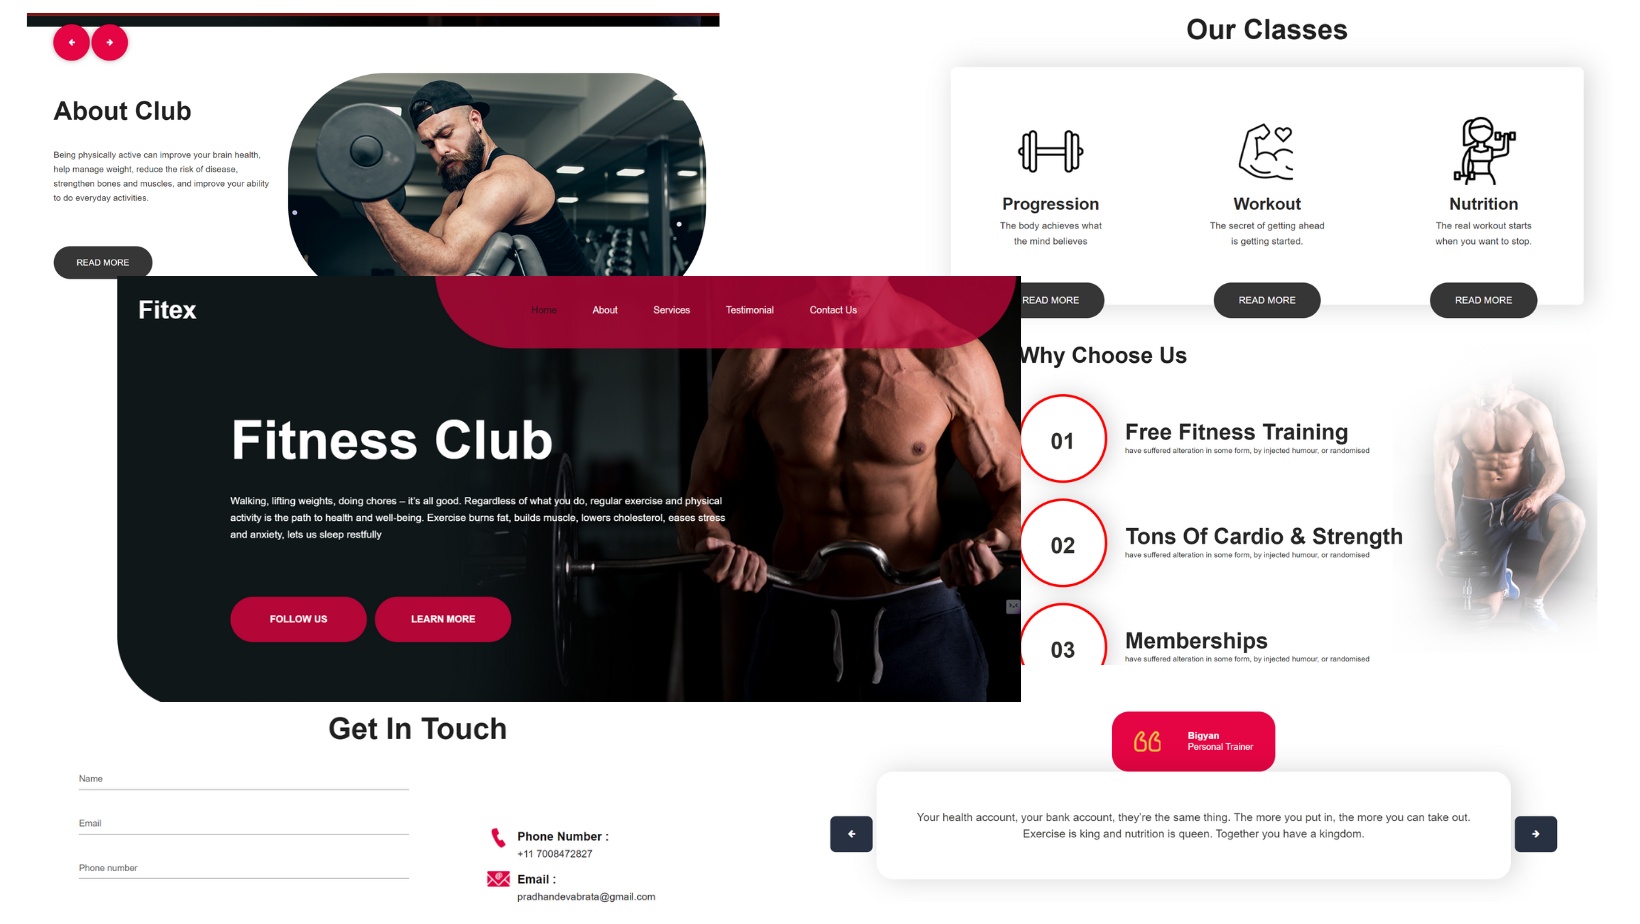 About Club
Being physically active can improve your brain health,
help manage weight, reduce the risk of disease,
strengthen bones and muscles, and improve your ability
to do everyday activities.
READ MORE
Our Classes
Progression
The body achieves what
the mind believes
READ MORE
Workout
The secret of getting ahead
is getting started.
READ MORE
Nutrition
The real workout starts
when you want to stop.
READ MORE
Fitex
Home About Services Testimonial Contact Us
Fitness Club
Walking, lifting weights, doing chores – it's all good. Regardless of what you do, regular exercise and physical
activity is the path to health and well-being. Exercise burns fat, builds muscle, lowers cholesterol, eases stress
and anxiety, lets us sleep restfully
FOLLOW US LEARN MORE
Why Choose Us
01
Free Fitness Training
have suffered alteration in some form, by injected humour, or randomised
02
Tons Of Cardio & Strength
have suffered alteration in some form, by injected humour, or randomised
03
Memberships
have suffered alteration in some form, by injected humour, or randomised
Get In Touch
Name
Email
Phone number
Phone Number :
+11 7008472827
Email :
pradhandevabrata@gmail.com
Bigyan
Personal Trainer
Your health account, your bank account, they're the same thing. The more you put in, the more you can take out.
Exercise is king and nutrition is queen. Together you have a kingdom.